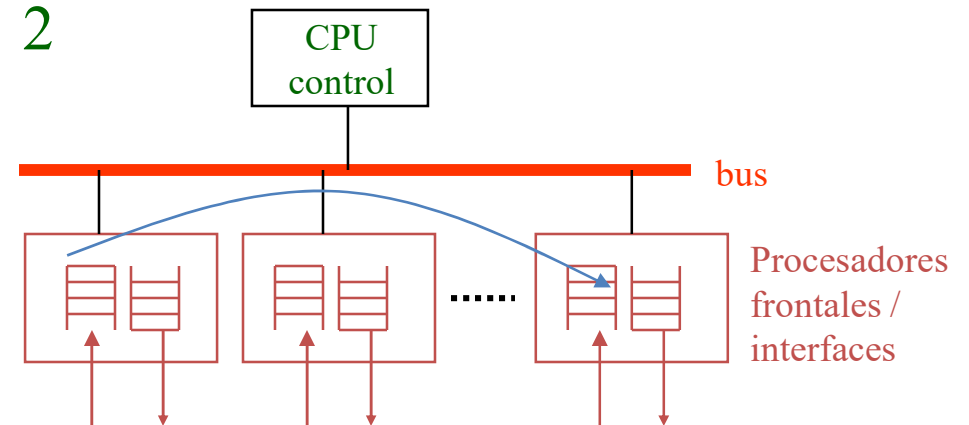 2
CPU
control
bus
Procesadores
frontales /
interfaces